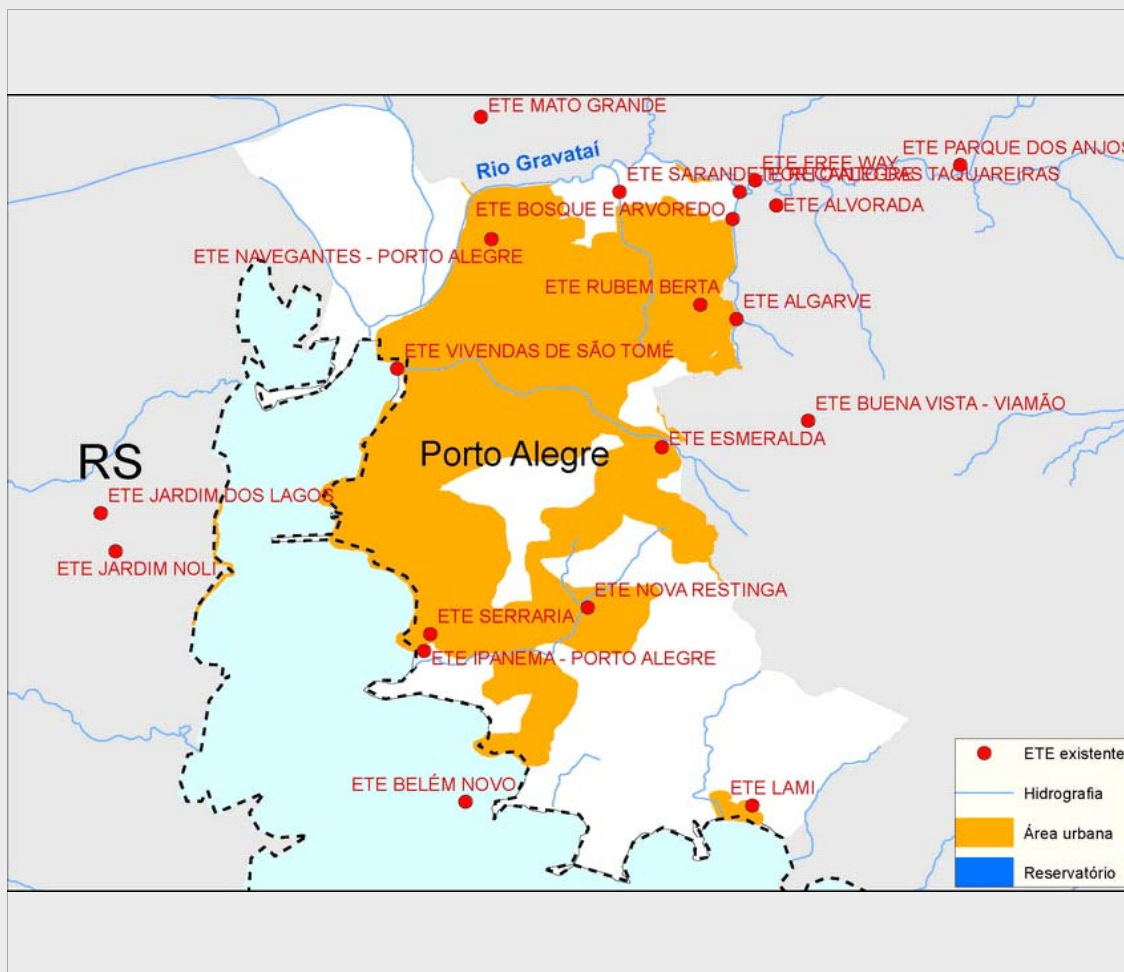 ETE MATO GRANDE
Rio Gravataí
ETE PARQUE DOS ANJOS
ETE FREE WAY
TAQUAREIRAS
ETE BOSQUE E ARVOREDO
ETE ALVORADA
ETE NAVEGANTES - PORTO ALEGRE
ETE RUBEM BERTA
ETE ALGARVE
ETE VIVENDAS DE SÃO TOMÉ
ETE BUENA VISTA - VIAMÃO
ETE ESMERALDA
Porto Alegre
RS
ETE JARDIM DOS LAGOS
ETE JARDIM NOLI
ETE NOVA RESTINGA
ETE SERRARIA
ETE IPANEMA - PORTO ALEGRE
ETE BELÉM NOVO
ETE LAMI
ETE existente
Hidrografia
Área urbana
Reservatório